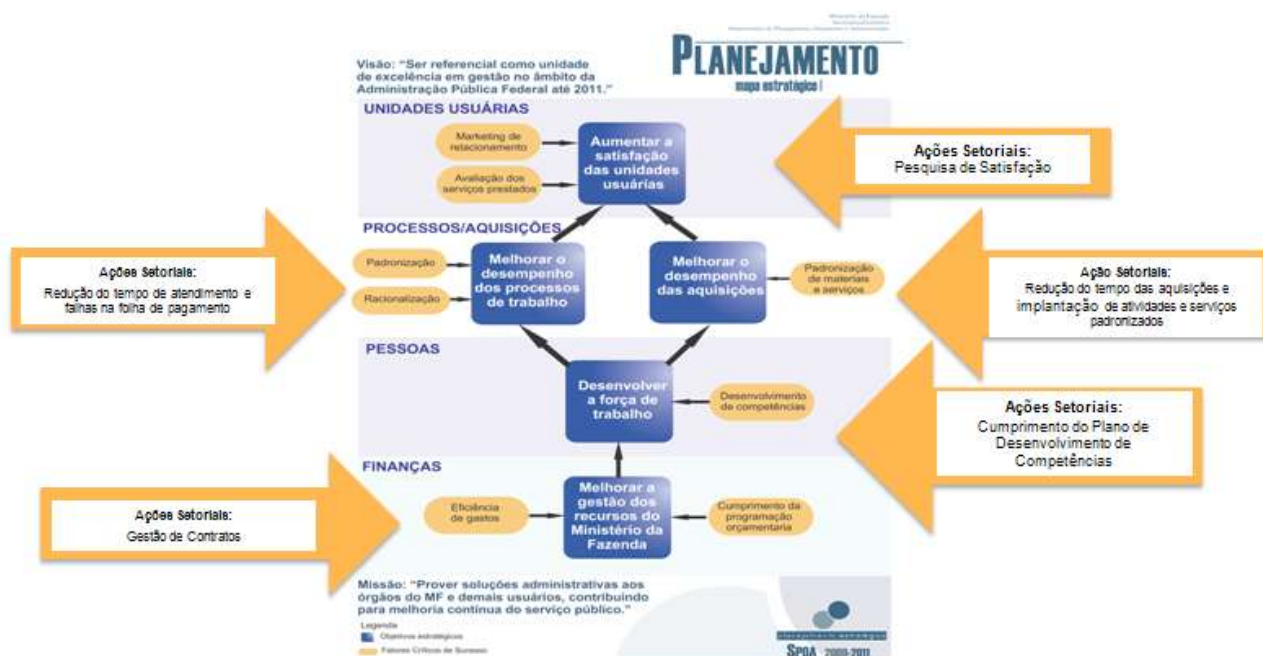 PLANEJAMENTO
mapa estratégico |
Visão: “Ser referencial como unidade
de excelência em gestão no âmbito da
Administração Pública Federal até 2011.”
UNIDADES USUÁRIAS
Marketing de
relacionamento
Avaliação dos
serviços prestados
Aumentar a
satisfação
das unidades
usuárias
Ações Setoriais:
Pesquisa de Satisfação
PROCESSOS/AQUISIÇÕES
Ações Setoriais:
Redução do tempo de atendimento e
falhas na folha de pagamento
Padronização
Racionalização
Melhorar o
desempenho
dos processos
de trabalho
Melhorar o
desempenho
das aquisições
Padronização
de materiais
e serviços
Ação Setoriais:
Redução do tempo das aquisições e
implantação de atividades e serviços
padronizados
PESSOAS
Desenvolver
a força de
trabalho
Desenvolvimento
de competências
Ações Setoriais:
Cumprimento do Plano de
Desenvolvimento de
Competências
FINANÇAS
Ações Setoriais:
Gestão de Contratos
Eficiência
de gastos
Melhorar a
gestão dos
recursos do
Ministério da
Fazenda
Cumprimento da
programação
orçamentaria
Missão: “Prover soluções administrativas aos
órgãos do MF e demais usuários, contribuindo
para melhoria contínua do serviço público.”
Legenda
Objetivos estratégicos
Fatores Críticos de Sucesso
planejamento estratégico
SPOA 2009-2011